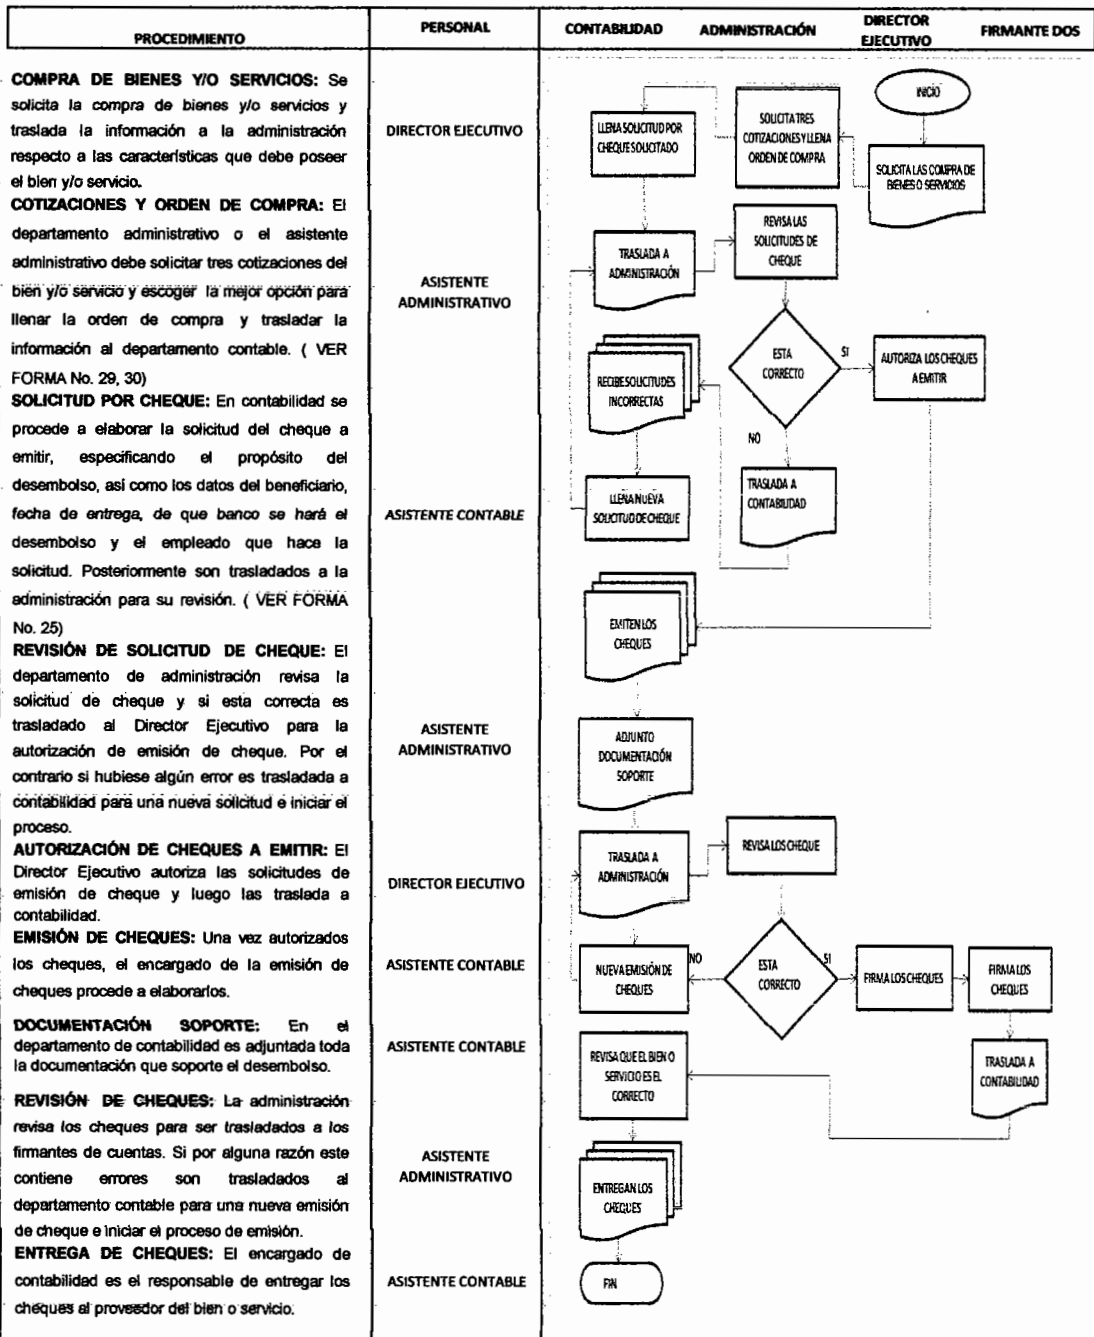 PROCEDIMIENTO
PERSONAL
CONTABILIDAD
ADMINISTRACIÓN
DIRECTOR
EJECUTIVO
FIRMANTE DOS
COMPRA DE BIENES Y/O SERVICIOS: Se
solicita la compra de bienes y/o servicios y
traslada la información a la administración
respecto a las características que debe poseer
el bien y/o servicio.
COTIZACIONES Y ORDEN DE COMPRA: El
departamento administrativo o el asistente
administrativo debe solicitar tres cotizaciones del
bien y/o servicio y escoger la mejor opción para
llenar la orden de compra y trasladar la
información al departamento contable. ( VER
FORMA No. 29, 30)
SOLICITUD POR CHEQUE: En contabilidad se
procede a elaborar la solicitud del cheque a
emitir, especificando el propósito del
desembolso, así como los datos del beneficiario,
fecha de entrega, de que banco se hará el
desembolso y el empleado que hace la
solicitud. Posteriormente son trasladados a la
administración para su revisión. ( VER FORMA
No. 25)
REVISIÓN DE SOLICITUD DE CHEQUE: El
departamento de administración revisa la
solicitud de cheque y si esta correcta es
trasladado al Director Ejecutivo para la
autorización de emisión de cheque. Por el
contrario si hubiese algún error es trasladada a
contabilidad para una nueva solicitud e iniciar el
proceso.
AUTORIZACIÓN DE CHEQUES A EMITIR: El
Director Ejecutivo autoriza las solicitudes de
emisión de cheque y luego las traslada a
contabilidad.
EMISIÓN DE CHEQUES: Una vez autorizados
los cheques, el encargado de la emisión de
cheques procede a elaborarlos.
DOCUMENTACIÓN SOPORTE: En el
departamento de contabilidad es adjuntada toda
la documentación que soporte el desembolso.
REVISIÓN DE CHEQUES: La administración
revisa los cheques para ser trasladados a los
firmantes de cuentas. Si por alguna razón este
contiene errores son trasladados al
departamento contable para una nueva emisión
de cheque e iniciar el proceso de emisión.
ENTREGA DE CHEQUES: El encargado de
contabilidad es el responsable de entregar los
cheques al proveedor del bien o servicio.
DIRECTOR EJECUTIVO
ASISTENTE
ADMINISTRATIVO
ASISTENTE CONTABLE
ASISTENTE
ADMINISTRATIVO
DIRECTOR EJECUTIVO
ASISTENTE CONTABLE
ASISTENTE CONTABLE
ASISTENTE
ADMINISTRATIVO
ASISTENTE CONTABLE
INICIO
SOLICITA LAS COMPRA DE
BIENES O SERVICIOS
SOLICITA TRES
COTIZACIONES Y LLENA
ORDEN DE COMPRA
LLENA SOLICITUD POR
CHEQUE SOLICITADO
TRASLADA A
ADMINISTRACIÓN
REVISA LAS
SOLICITUDES DE
CHEQUE
ESTA
CORRECTO
SI
AUTORIZA LOS CHEQUES
A EMITIR
NO
TRASLADA A
CONTABILIDAD
RECIBE SOLICITUDES
INCORRECTAS
LLENA NUEVA
SOLICITUD DE CHEQUE
EMITEN LOS
CHEQUES
ADJUNTO
DOCUMENTACIÓN
SOPORTE
TRASLADA A
ADMINISTRACIÓN
REVISA LOS CHEQUE
ESTA
CORRECTO
NO
NUEVA EMISIÓN DE
CHEQUES
SI
FIRMA LOS CHEQUES
FIRMA LOS
CHEQUES
TRASLADA A
CONTABILIDAD
REVISA QUE EL BIEN O
SERVICIO ES EL
CORRECTO
ENTREGAN LOS
CHEQUES
FIN